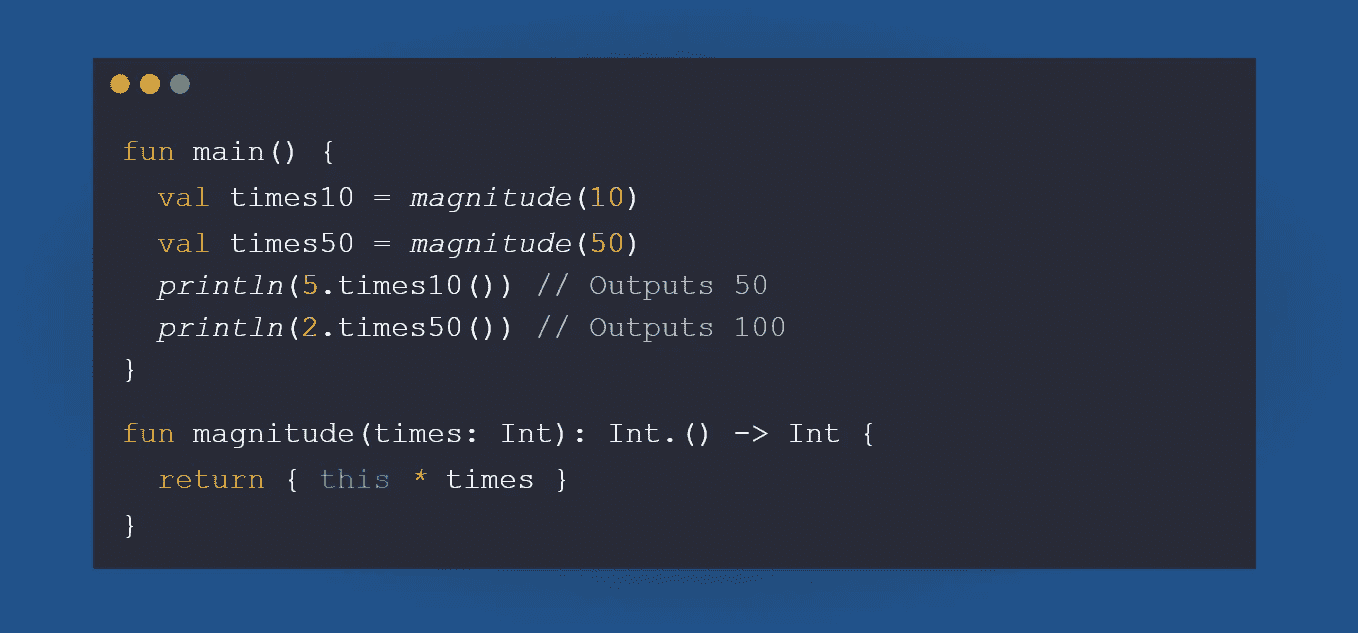 fun main() {
  val times10 = magnitude(10)
  val times50 = magnitude(50)
  println(5.times10()) // Outputs 50
  println(2.times50()) // Outputs 100
}
fun magnitude(times: Int): Int.() -> Int {
  return { this * times }
}